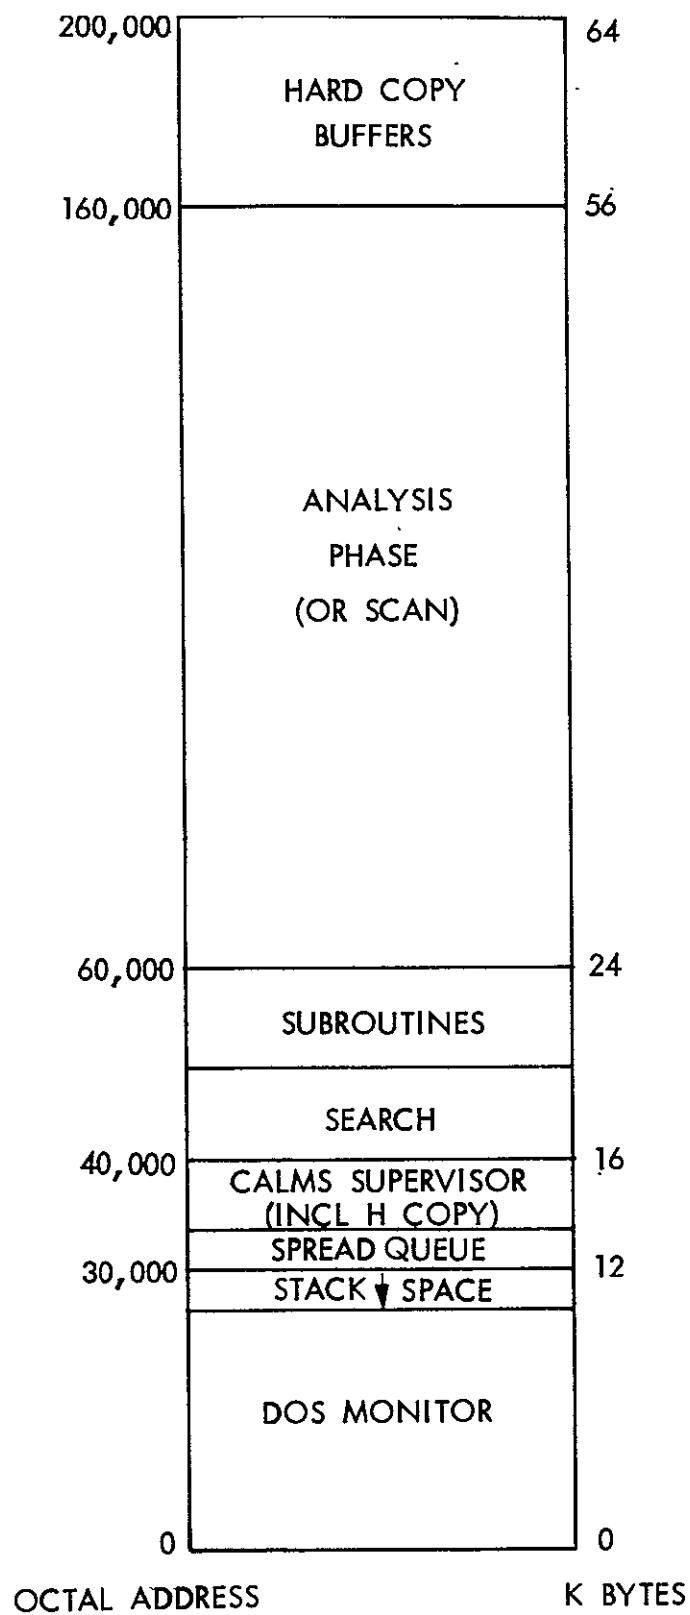 200,000
64
HARD COPY
BUFFERS
160,000
56
ANALYSIS
PHASE
(OR SCAN)
60,000
24
SUBROUTINES
SEARCH
40,000
16
CALMS SUPERVISOR
(INCL H COPY)
SPREAD QUEUE
30,000
12
STACK SPACE
DOS MONITOR
0
0
OCTAL ADDRESS
K BYTES